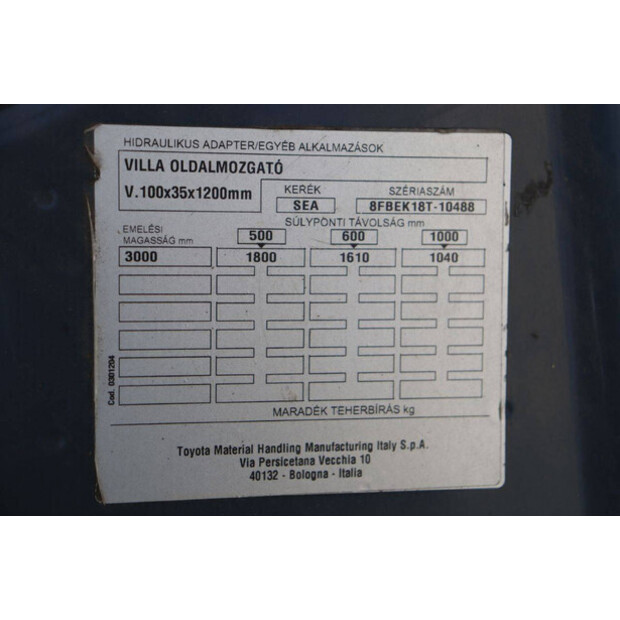 HIDRAULIKUS ADAPTER/EGYÉB ALKALMAZÁSOK
VILLA OLDALMOZGATÓ
V.100x35x1200mm
KERÉK SZÉRIASZÁM
SEA 8FBEK18T-10488
SÚLYPONTI TÁVOLSÁG mm
EMELÉSI
MAGASSÁG mm
500 600 1000
3000 1800 1610 1040
Cod. 0301204
MARADÉK TEHERBÍRÁS kg
Toyota Material Handling Manufacturing Italy S.p.A.
Via Persicetana Vecchia 10
40132 - Bologna - Italia